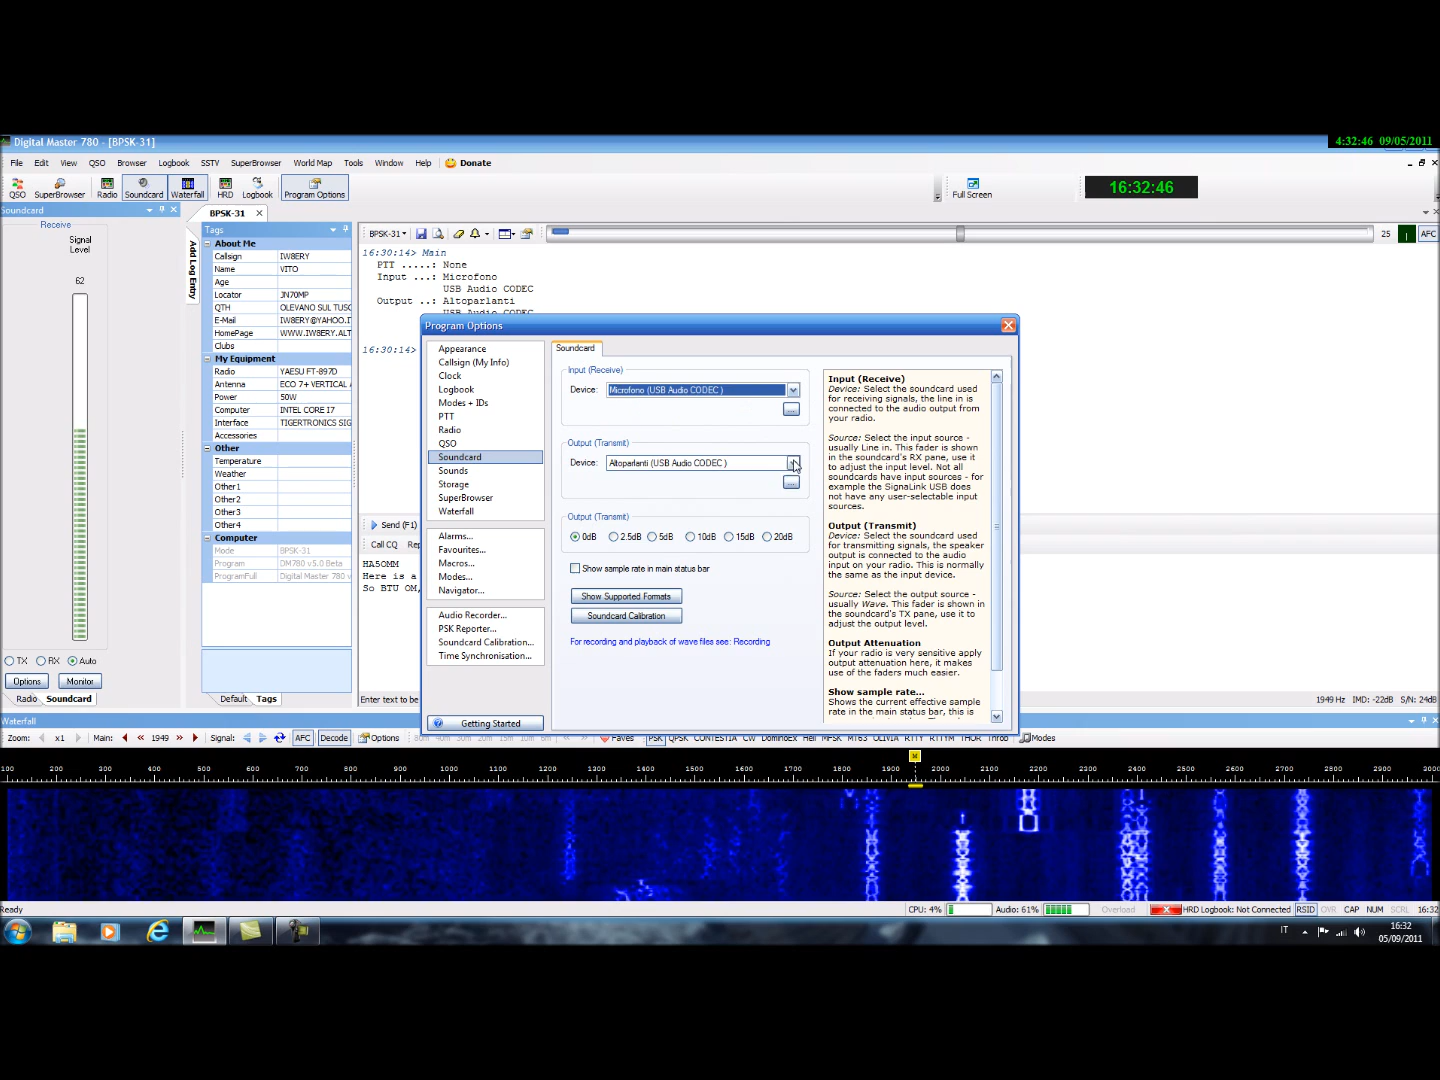 Digital Master 780 - [BPSK-31]
4:32:46 09/05/2011
File Edit View QSO Browser Logbook SSTV SuperBrowser World Map Tools Window Help Donate
QSO SuperBrowser Radio Soundcard Waterfall HRD Logbook Program Options
Full Screen
16:32:46
Soundcard
Receive
Signal
Level
62
TX RX Auto
Options Monitor
Radio Soundcard
Add Log Entry
BPSK-31
Tags
About Me
Callsign IW8ERY
Name VITO
Age
Locator JN70MP
QTH OLEVANO SUL TUSC
E-Mail IW8ERY@YAHOO.I
HomePage WWW.IW8ERY.ALT
Clubs
My Equipment
Radio YAESU FT-897D
Antenna ECO 7+ VERTICAL
Power 50W
Computer INTEL CORE I7
Interface TIGERTRONICS SIG
Accessories
Other
Temperature
Weather
Other1
Other2
Other3
Other4
Computer
Mode BPSK-31
Program DM780 v5.0 Beta
ProgramFull Digital Master 780 v
Default Tags
BPSK-31
25 AFC
16:30:14> Main
PTT .....: None
Input ...: Microfono
USB Audio CODEC
Output ..: Altoparlanti
USB Audio CODEC
16:30:14>
Send (F1)
Call CQ
HA5OMM
Here is a
So BTU OM,
Enter text to be
1949 Hz IMD: -22dB S/N: 24dB
Program Options
Appearance
Callsign (My Info)
Clock
Logbook
Modes + IDs
PTT
Radio
QSO
Soundcard
Sounds
Storage
SuperBrowser
Waterfall
Alarms...
Favourites...
Macros...
Modes...
Navigator...
Audio Recorder...
PSK Reporter...
Soundcard Calibration...
Time Synchronisation...
Getting Started
Soundcard
Input (Receive)
Device: Microfono (USB Audio CODEC )
...
Output (Transmit)
Device: Altoparlanti (USB Audio CODEC )
...
Output (Transmit)
0dB 2.5dB 5dB 10dB 15dB 20dB
Show sample rate in main status bar
Show Supported Formats
Soundcard Calibration
For recording and playback of wave files see: Recording
Input (Receive)
Device: Select the soundcard used
for receiving signals, the line in is
connected to the audio output from
your radio.
Source: Select the input source -
usually Line in. This fader is shown
in the soundcard's RX pane, use it
to adjust the input level. Not all
soundcards have input sources - for
example the SignaLink USB does
not have any user-selectable input
sources.
Output (Transmit)
Device: Select the soundcard used
for transmitting signals, the speaker
output is connected to the audio
input on your radio. This is normally
the same as the input device.
Source: Select the output source -
usually Wave. This fader is shown in
the soundcard's TX pane, use it to
adjust the output level.
Output Attenuation
If your radio is very sensitive apply
output attenuation here, it makes
use of the faders much easier.
Show sample rate...
Shows the current effective sample
rate in the main status bar, this is
Waterfall
Zoom: x1 Main: 1949 Signal: AFC Decode Options Faves PSK QPSK CONTESTIA CW DominoEX Hell MFSK MT63 OLIVIA RTTY RTTYM THOR Throb Modes
M
100 200 300 400 500 600 700 800 900 1000 1100 1200 1300 1400 1500 1600 1700 1800 1900 2000 2100 2200 2300 2400 2500 2600 2700 2800 2900 3000
Ready
CPU: 4% Audio: 61% Overload HRD Logbook: Not Connected RSID OVR CAP NUM SCRL 16:32
IT
16:32
05/09/2011